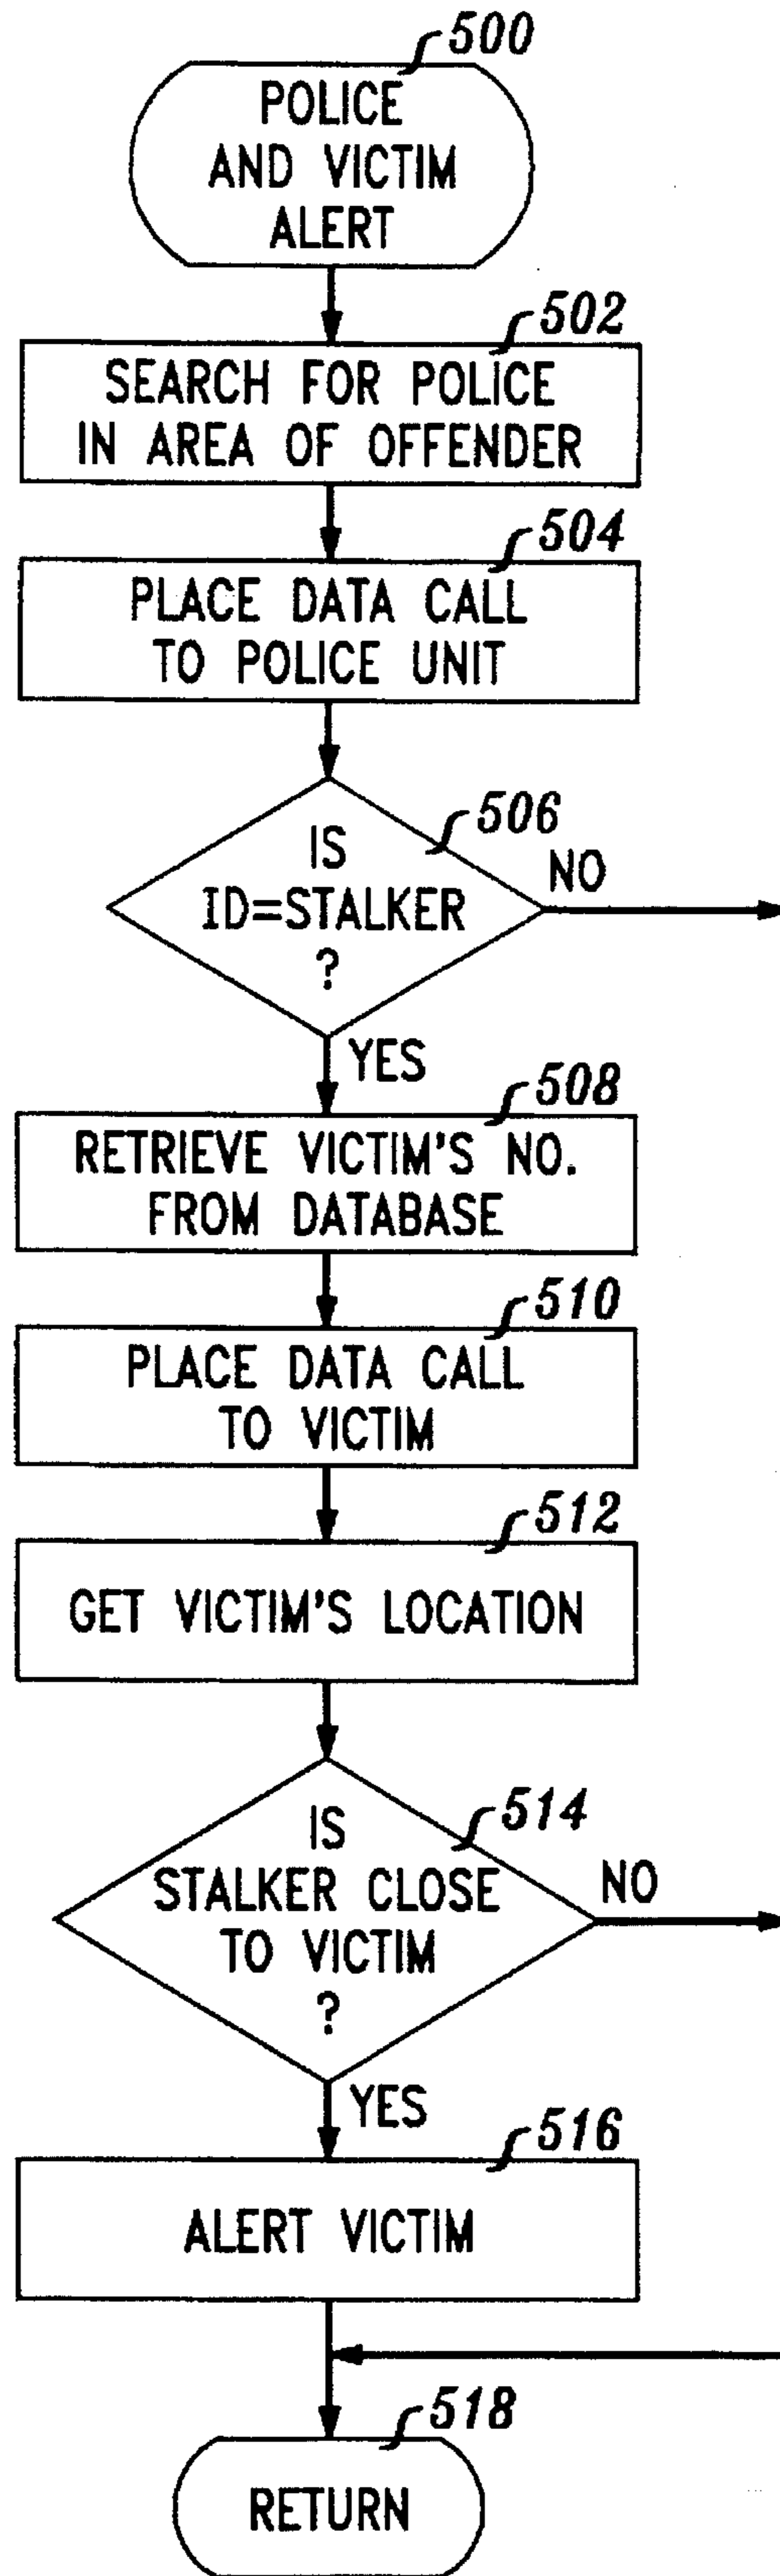 500
POLICE
AND VICTIM
ALERT
502
SEARCH FOR POLICE
IN AREA OF OFFENDER
504
PLACE DATA CALL
TO POLICE UNIT
506
IS
ID=STALKER
?
NO
YES
508
RETRIEVE VICTIM'S NO.
FROM DATABASE
510
PLACE DATA CALL
TO VICTIM
512
GET VICTIM'S LOCATION
514
IS
STALKER CLOSE
TO VICTIM
?
NO
YES
516
ALERT VICTIM
518
RETURN